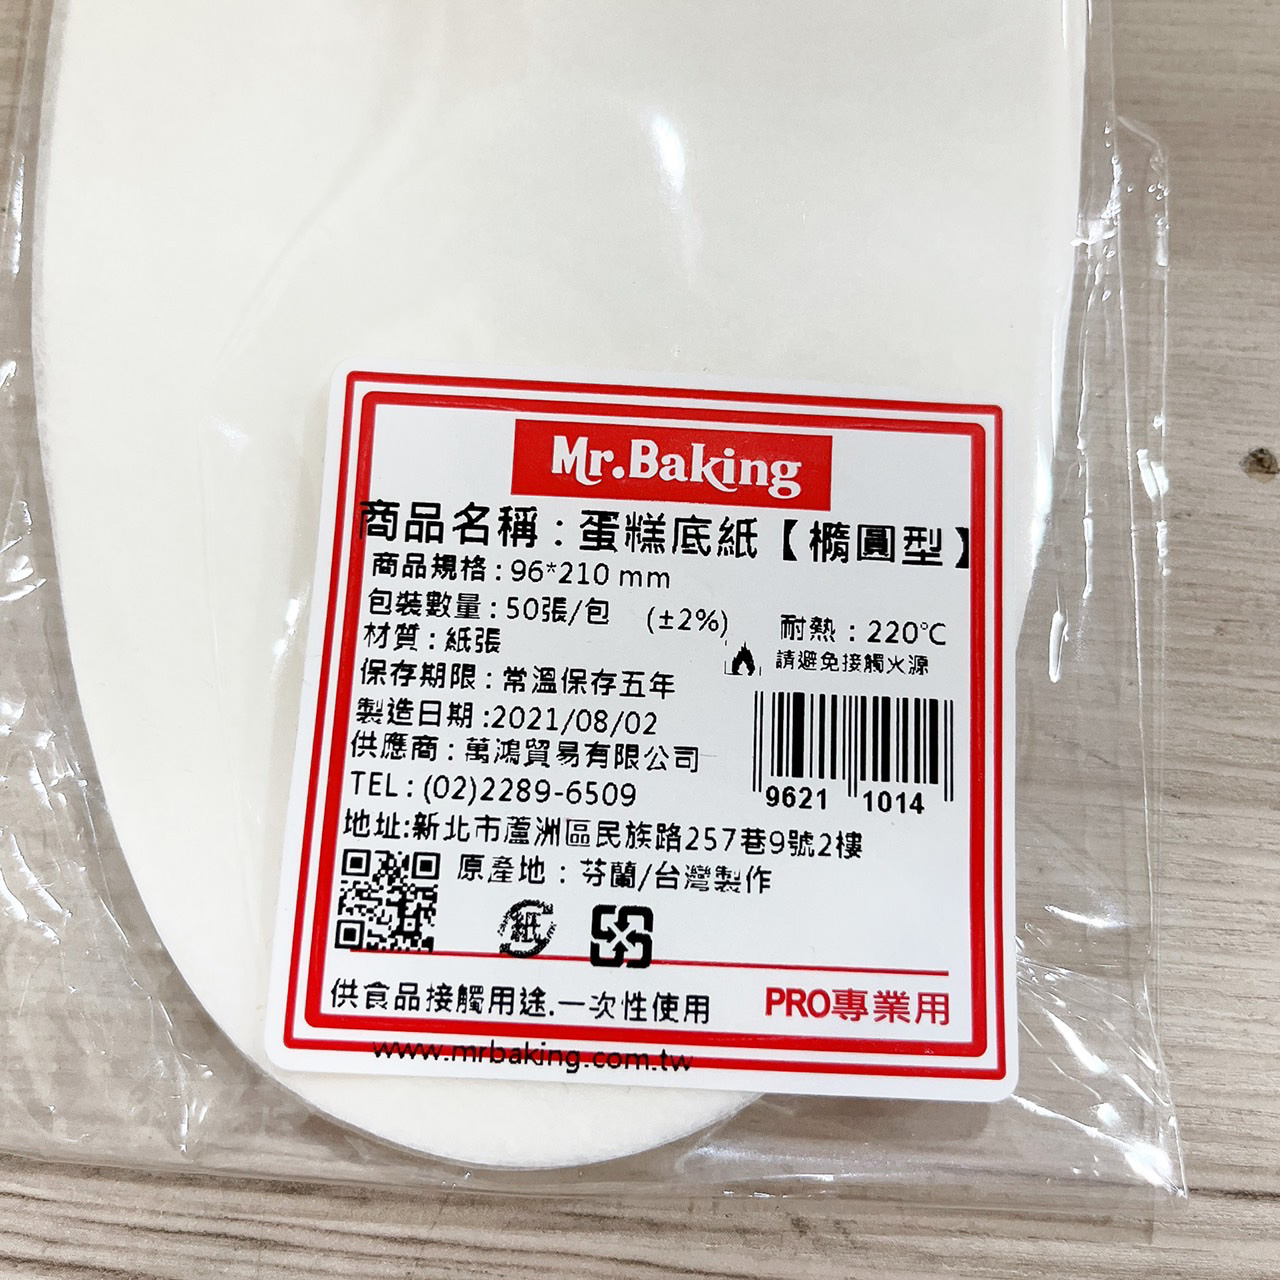 Mr.Baking
商品名稱：蛋糕底紙【橢圓型】
商品規格：96*210 mm
包裝數量：50張/包 (±2%)
耐熱：220℃
材質：紙張
請避免接觸火源
保存期限：常溫保存五年
製造日期:2021/08/02
供應商：萬鴻貿易有限公司
TEL：(02)2289-6509
9621 1014
地址:新北市蘆洲區民族路257巷9號2樓
原產地：芬蘭/台灣製作
紙
供食品接觸用途.一次性使用
PRO專業用
www.mrbaking.com.tw